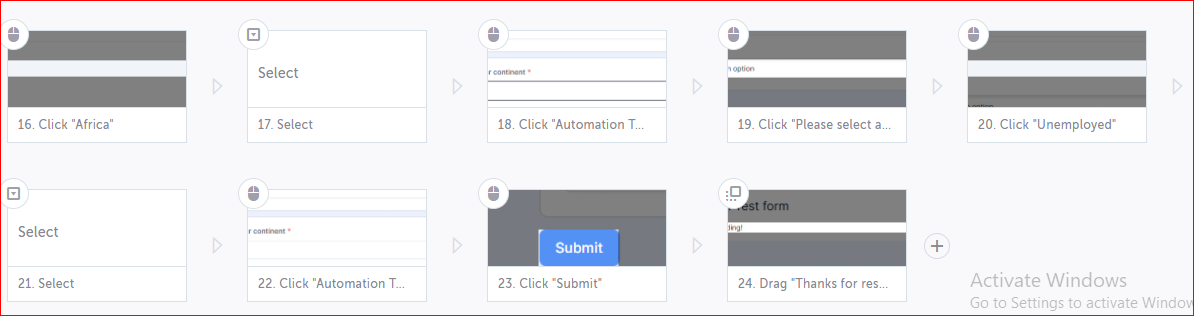 n option
Select
r continent *
n option
16. Click "Africa"
17. Select
18. Click "Automation T...
19. Click "Please select a...
20. Click "Unemployed"
Select
r continent *
Submit
Test form
ding!
21. Select
22. Click "Automation T...
23. Click "Submit"
24. Drag "Thanks for res...
Activate Windows
Go to Settings to activate Window